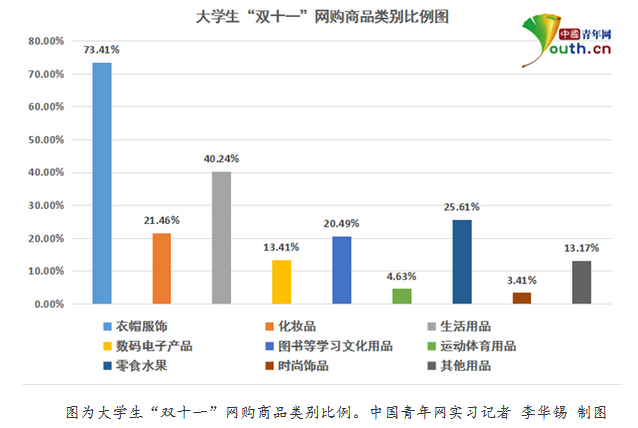 大学生“双十一”网购商品类别比例图
中國青年网
Youth.cn
80.00%
70.00%
60.00%
50.00%
40.00%
30.00%
20.00%
10.00%
0.00%
73.41%
21.46%
40.24%
13.41%
20.49%
4.63%
25.61%
3.41%
13.17%
衣帽服饰 化妆品 生活用品
数码电子产品 图书等学习文化用品 运动体育用品
零食水果 时尚饰品 其他用品
图为大学生“双十一”网购商品类别比例。中国青年网实习记者 李华锡 制图